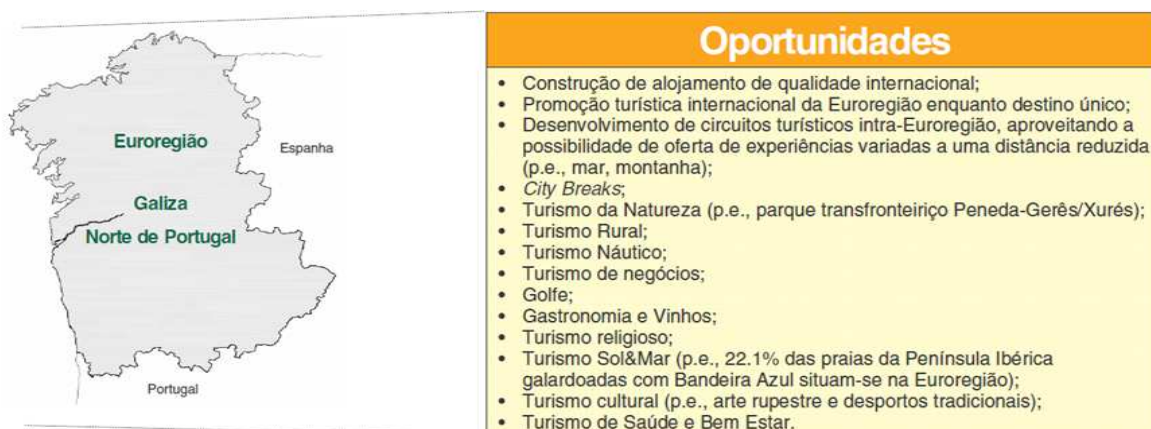 Euroregião
Espanha
Galiza
Norte de Portugal
Portugal
Oportunidades
• Construção de alojamento de qualidade internacional;
• Promoção turística internacional da Euroregião enquanto destino único;
• Desenvolvimento de circuitos turísticos intra-Euroregião, aproveitando a
possibilidade de oferta de experiências variadas a uma distância reduzida
(p.e., mar, montanha);
• City Breaks;
• Turismo da Natureza (p.e., parque transfronteiriço Peneda-Gerês/Xurés);
• Turismo Rural;
• Turismo Náutico;
• Turismo de negócios;
• Golfe;
• Gastronomia e Vinhos;
• Turismo religioso;
• Turismo Sol&Mar (p.e., 22.1% das praias da Península Ibérica
galardoadas com Bandeira Azul situam-se na Euroregião);
• Turismo cultural (p.e., arte rupestre e desportos tradicionais);
• Turismo de Saúde e Bem Estar.